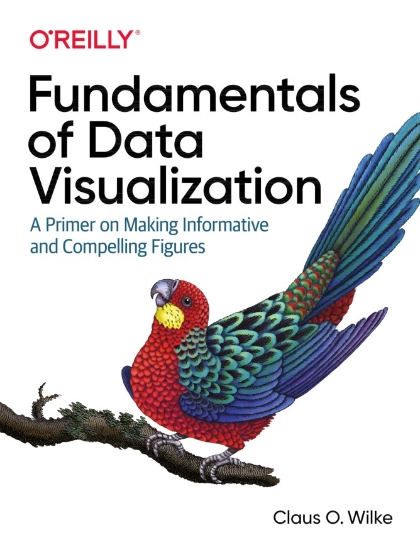 O'REILLY®
Fundamentals
of Data
Visualization
A Primer on Making Informative
and Compelling Figures
Claus O. Wilke